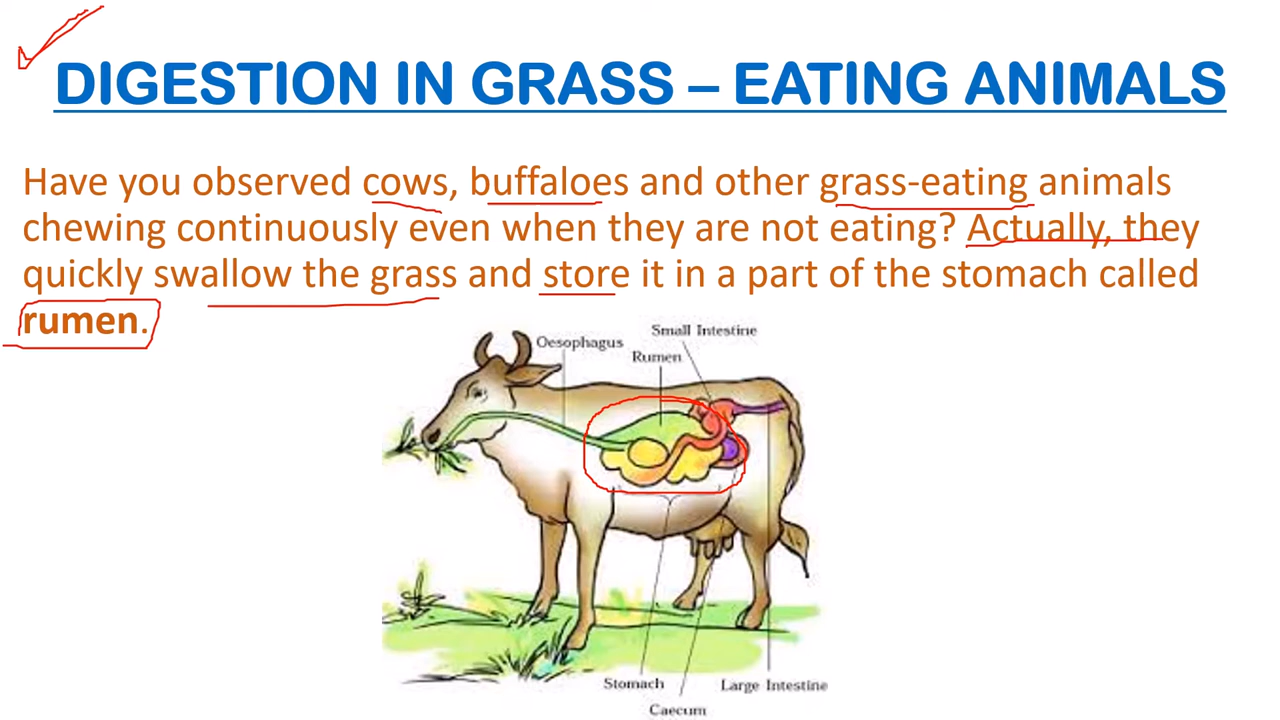 DIGESTION IN GRASS – EATING ANIMALS
Have you observed cows, buffaloes and other grass-eating animals
chewing continuously even when they are not eating? Actually, they
quickly swallow the grass and store it in a part of the stomach called
rumen.
Small Intestine
Oesophagus
Rumen
Stomach
Large Intestine
Caecum